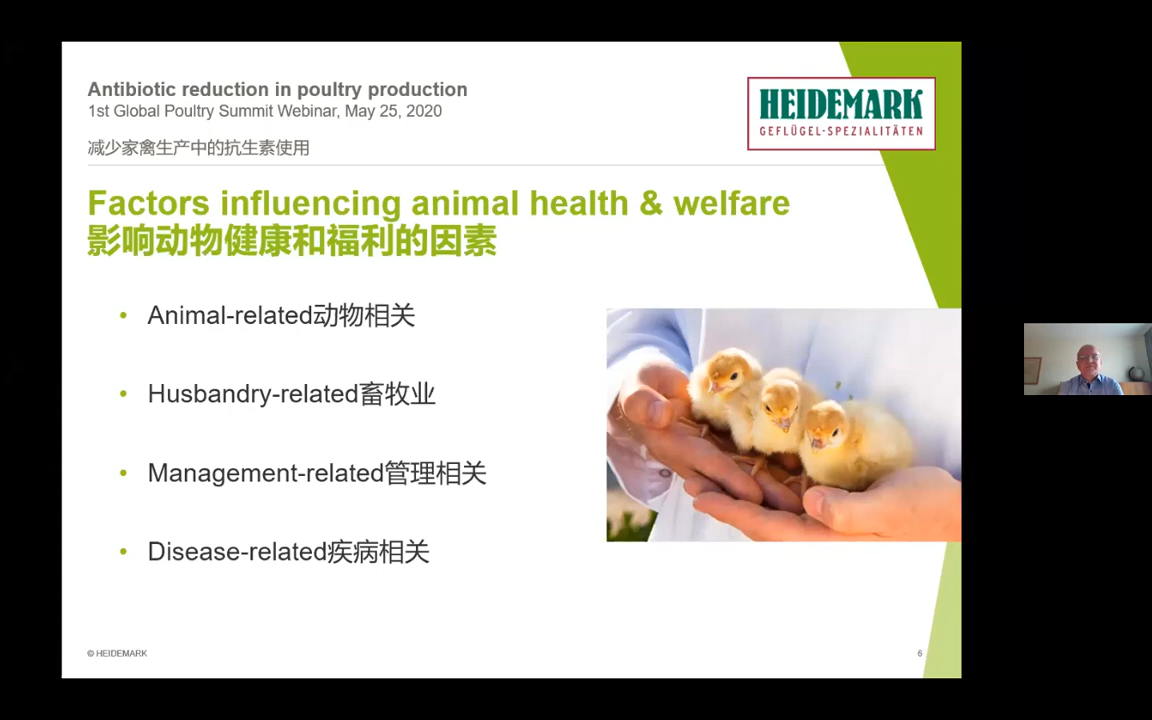 Antibiotic reduction in poultry production
1st Global Poultry Summit Webinar, May 25, 2020
减少家禽生产中的抗生素使用
HEIDEMARK
GEFLÜGEL-SPEZIALITÄTEN
Factors influencing animal health & welfare
影响动物健康和福利的因素
• Animal-related动物相关
• Husbandry-related畜牧业
• Management-related管理相关
• Disease-related疾病相关
© HEIDEMARK
6